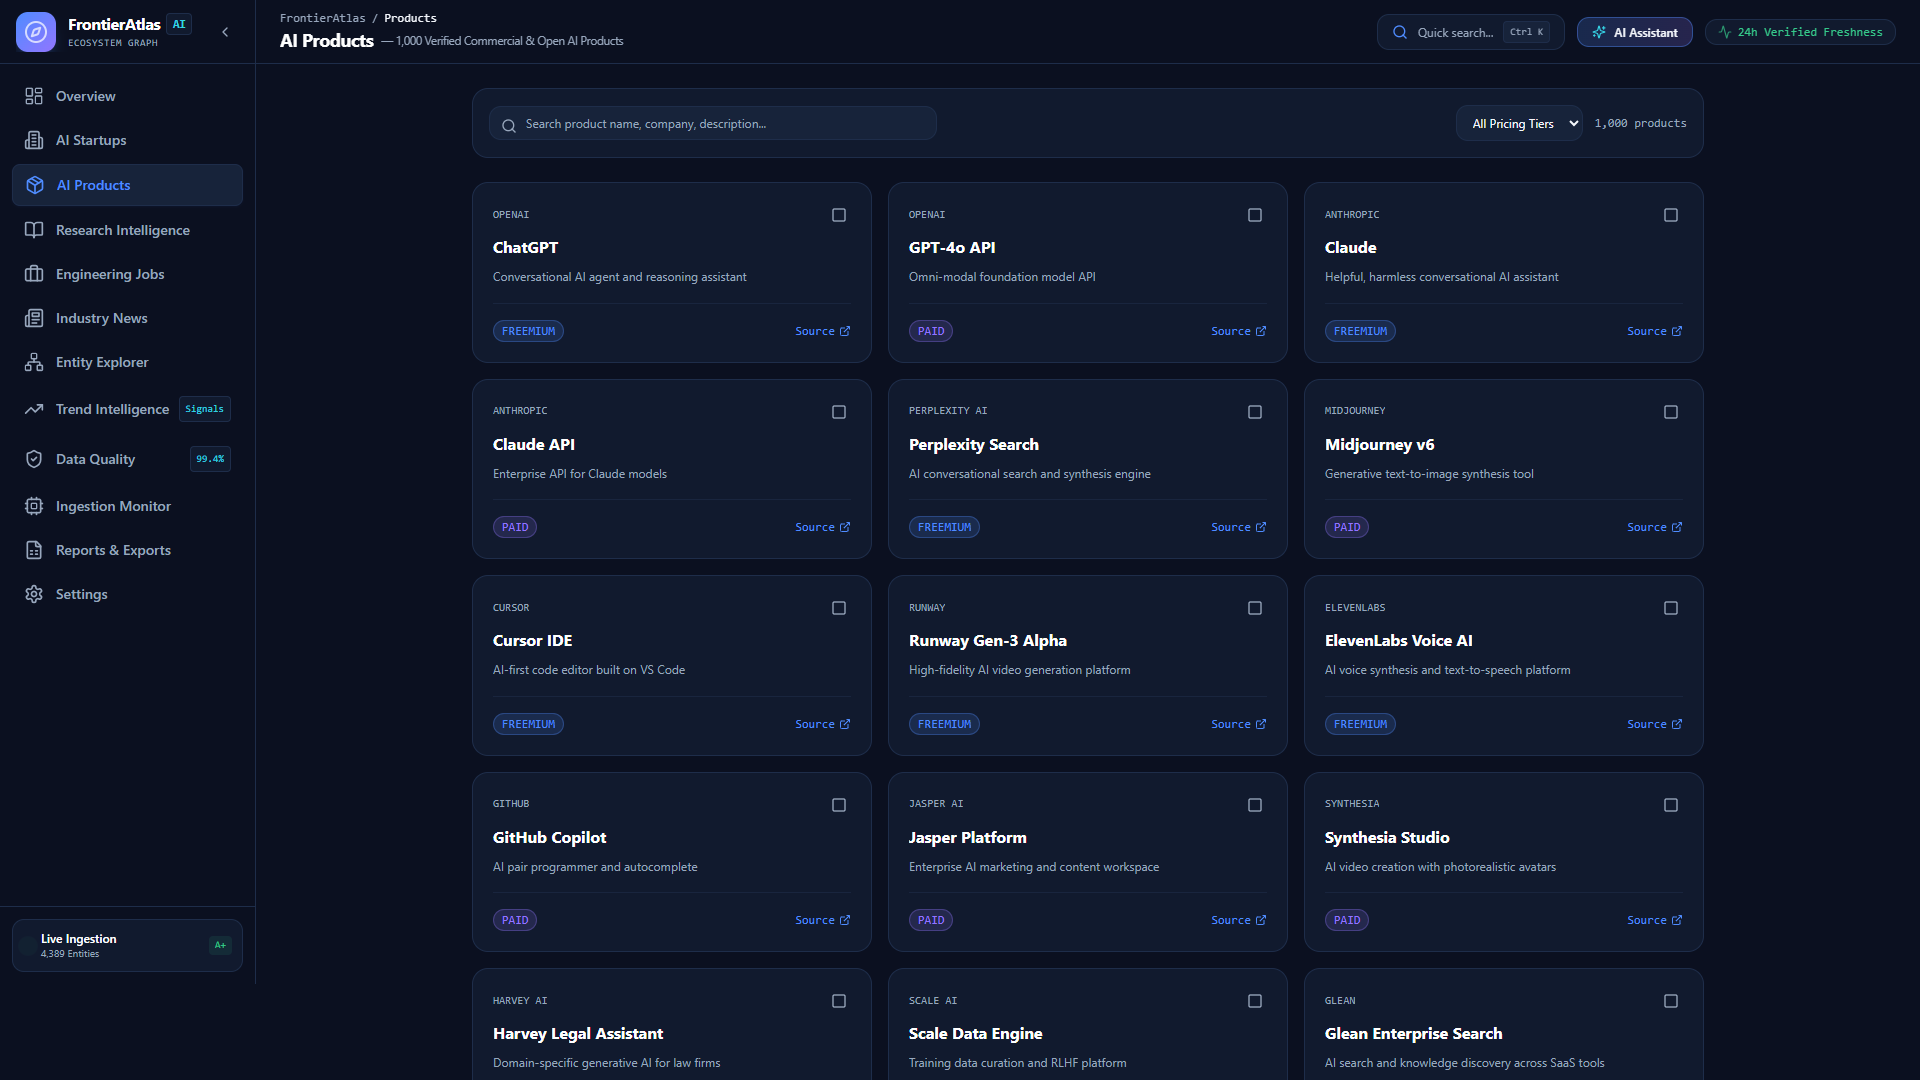 FrontierAtlas AI
ECOSYSTEM GRAPH
Overview
AI Startups
AI Products
Research Intelligence
Engineering Jobs
Industry News
Entity Explorer
Trend Intelligence Signals
Data Quality 99.4%
Ingestion Monitor
Reports & Exports
Settings
Live Ingestion
4,389 Entities
A+
FrontierAtlas / Products
AI Products — 1,000 Verified Commercial & Open AI Products
Quick search... Ctrl K
AI Assistant
24h Verified Freshness
Search product name, company, description...
All Pricing Tiers
1,000 products
OPENAI
ChatGPT
Conversational AI agent and reasoning assistant
FREEMIUM Source
OPENAI
GPT-4o API
Omni-modal foundation model API
PAID Source
ANTHROPIC
Claude
Helpful, harmless conversational AI assistant
FREEMIUM Source
ANTHROPIC
Claude API
Enterprise API for Claude models
PAID Source
PERPLEXITY AI
Perplexity Search
AI conversational search and synthesis engine
FREEMIUM Source
MIDJOURNEY
Midjourney v6
Generative text-to-image synthesis tool
PAID Source
CURSOR
Cursor IDE
AI-first code editor built on VS Code
FREEMIUM Source
RUNWAY
Runway Gen-3 Alpha
High-fidelity AI video generation platform
FREEMIUM Source
ELEVENLABS
ElevenLabs Voice AI
AI voice synthesis and text-to-speech platform
FREEMIUM Source
GITHUB
GitHub Copilot
AI pair programmer and autocomplete
PAID Source
JASPER AI
Jasper Platform
Enterprise AI marketing and content workspace
PAID Source
SYNTHESIA
Synthesia Studio
AI video creation with photorealistic avatars
PAID Source
HARVEY AI
Harvey Legal Assistant
Domain-specific generative AI for law firms
SCALE AI
Scale Data Engine
Training data curation and RLHF platform
GLEAN
Glean Enterprise Search
AI search and knowledge discovery across SaaS tools